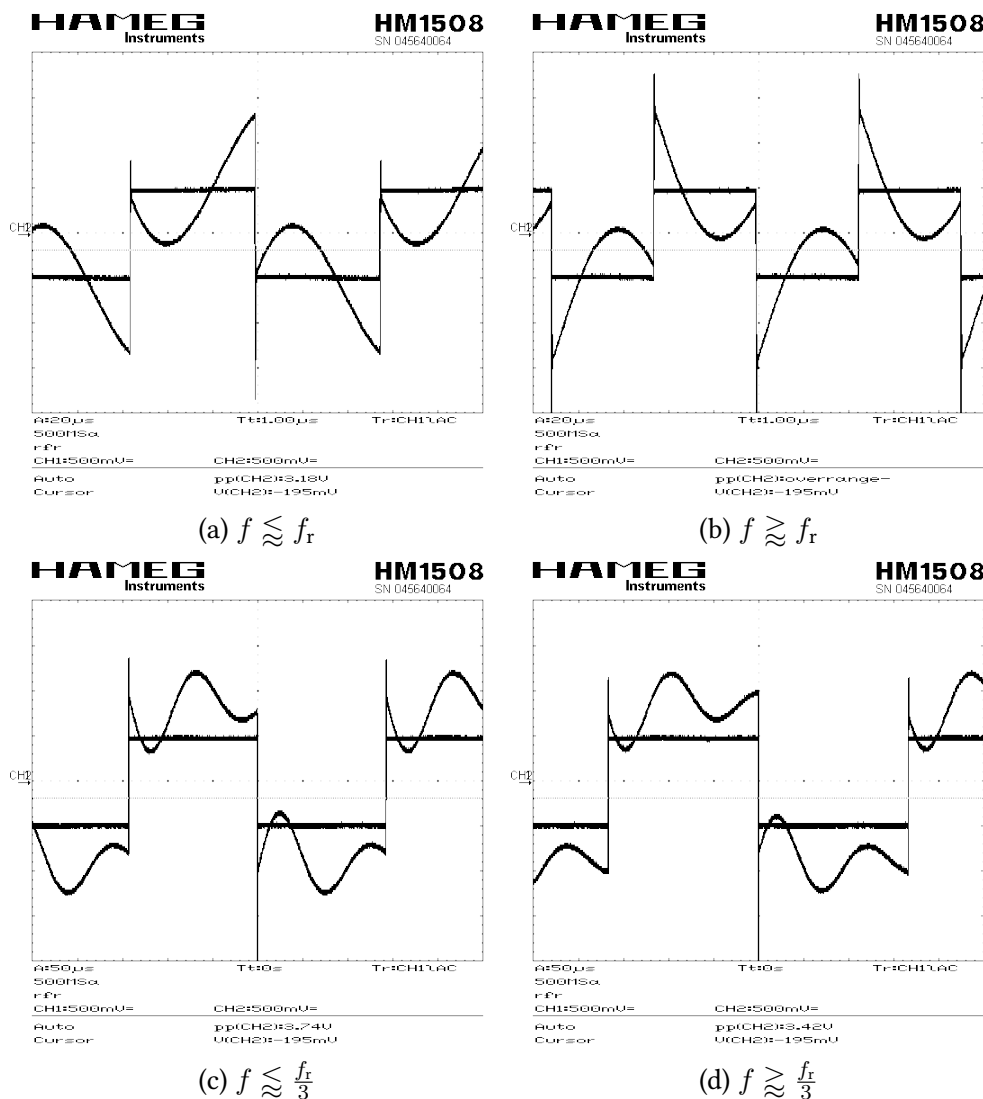 HAMEG HM1508
Instruments SN 045640064
CH1
A:20µs Tt:1.00µs Tr:CH1~AC
500MSa
rfr
CH1:500mV= CH2:500mV=
Auto pp(CH2):3.18V
Cursor V(CH2):-195mV
(a) f ⪅ fr
HAMEG HM1508
Instruments SN 045640064
CH1
A:20µs Tt:1.00µs Tr:CH1~AC
500MSa
rfr
CH1:500mV= CH2:500mV=
Auto pp(CH2):overrange-
Cursor V(CH2):-195mV
(b) f ⪆ fr
HAMEG HM1508
Instruments SN 045640064
CH1
A:50µs Tt:0s Tr:CH1~AC
500MSa
rfr
CH1:500mV= CH2:500mV=
Auto pp(CH2):3.74V
Cursor V(CH2):-195mV
(c) f ⪅ fr/3
HAMEG HM1508
Instruments SN 045640064
CH1
A:50µs Tt:0s Tr:CH1~AC
500MSa
rfr
CH1:500mV= CH2:500mV=
Auto pp(CH2):3.42V
Cursor V(CH2):-195mV
(d) f ⪆ fr/3